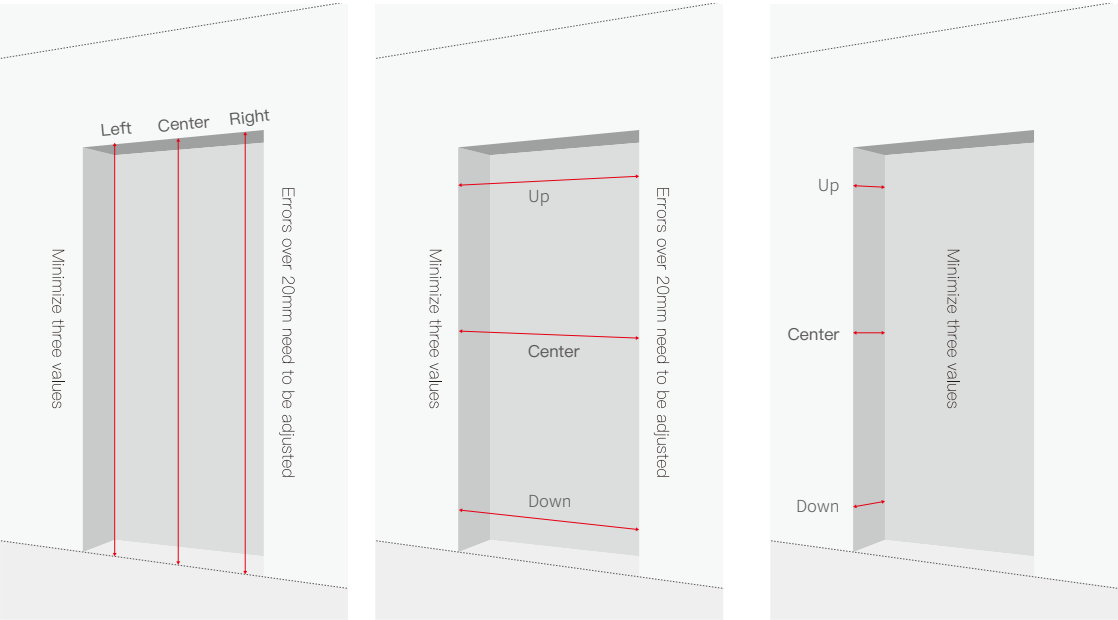 Left
Center
Right
Minimize three values
Errors over 20mm need to be adjusted
Up
Center
Down
Minimize three values
Errors over 20mm need to be adjusted
Up
Center
Down
Minimize three values